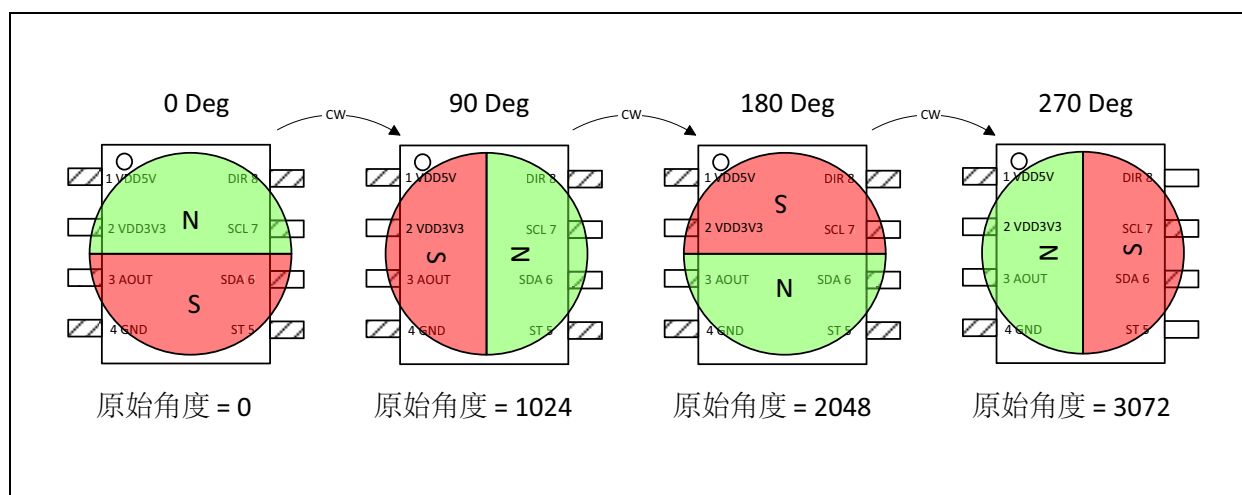 0 Deg
90 Deg
180 Deg
270 Deg
CW
CW
CW
1 VDD5V DIR 8
2 VDD3V3 N SCL 7
3 AOUT SDA 6
S
4 GND ST 5
1 VDD5V DIR 8
2 VDD3V3 SCL 7
S N
3 AOUT SDA 6
4 GND ST 5
1 VDD5V DIR 8
S
2 VDD3V3 SCL 7
3 AOUT SDA 6
N
4 GND ST 5
1 VDD5V DIR 8
2 VDD3V3 SCL 7
N S
3 AOUT SDA 6
4 GND ST 5
原始角度 = 0
原始角度 = 1024
原始角度 = 2048
原始角度 = 3072